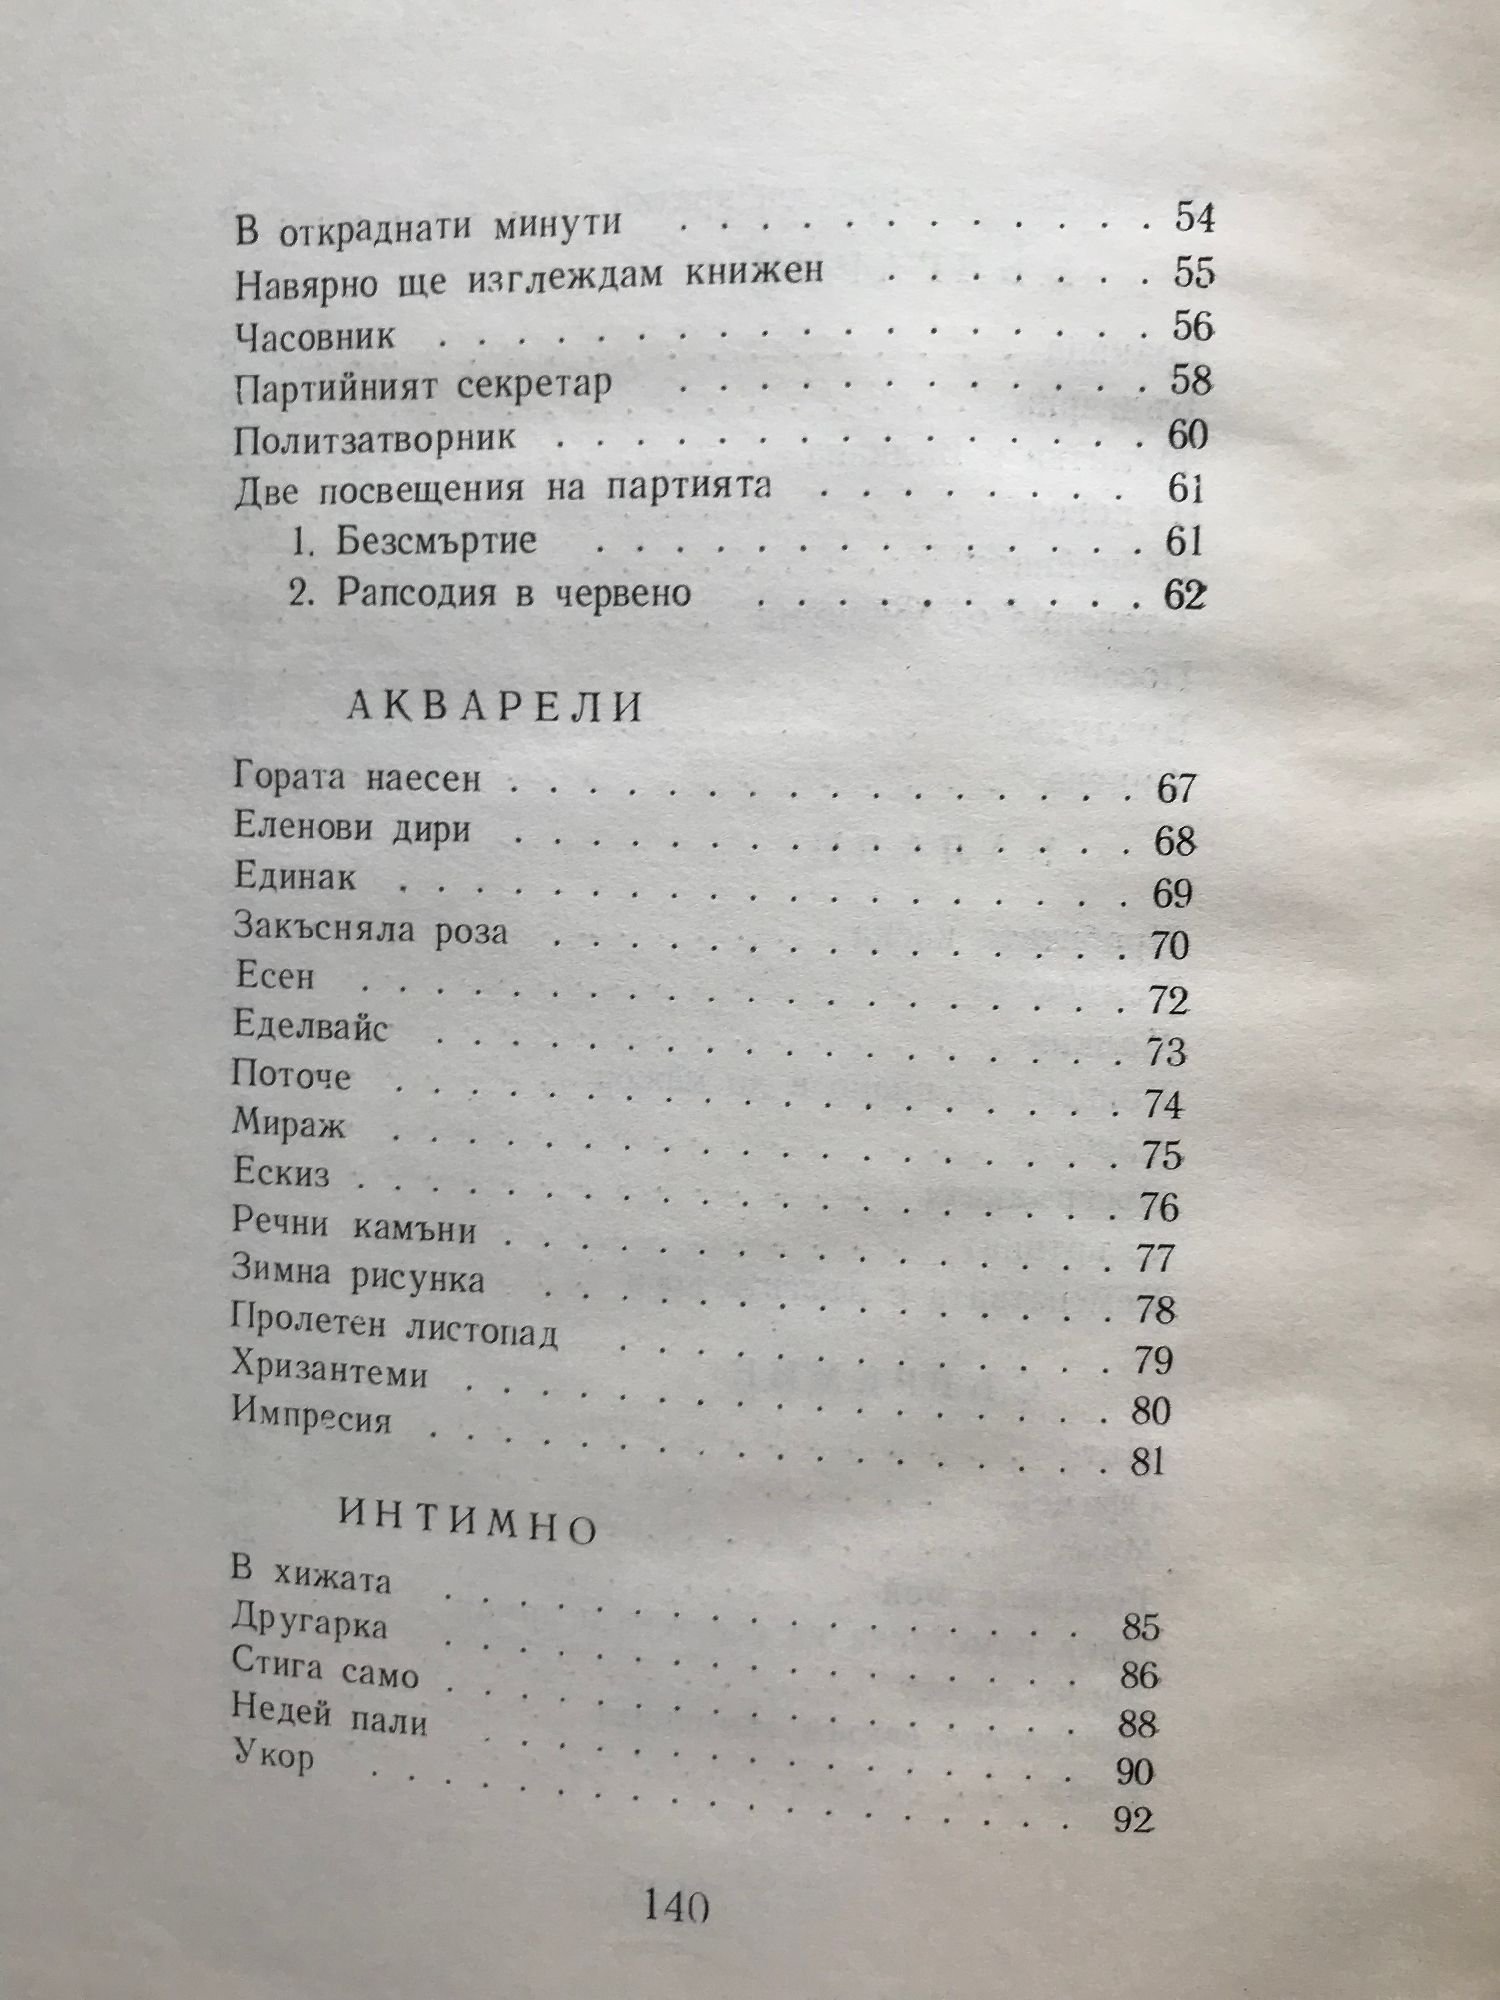 В откраднати минути . . . . . . . . . . . . 54
Навярно ще изглеждам книжен . . . . . . . 55
Часовник . . . . . . . . . . . . . . . . . . 56
Партийният секретар . . . . . . . . . . . . 58
Политзатворник . . . . . . . . . . . . . . . 60
Две посвещения на партията . . . . . . . . 61
1. Безсмъртие . . . . . . . . . . . . . . 61
2. Рапсодия в червено . . . . . . . . . . 62
АКВАРЕЛИ
Гората наесен . . . . . . . . . . . . . . . . 67
Еленови дири . . . . . . . . . . . . . . . . 68
Единак . . . . . . . . . . . . . . . . . . . 69
Закъсняла роза . . . . . . . . . . . . . . . 70
Есен . . . . . . . . . . . . . . . . . . . . . 72
Еделвайс . . . . . . . . . . . . . . . . . . . 73
Поточе . . . . . . . . . . . . . . . . . . . . 74
Мираж . . . . . . . . . . . . . . . . . . . . 75
Ескиз . . . . . . . . . . . . . . . . . . . . . 76
Речни камъни . . . . . . . . . . . . . . . . . 77
Зимна рисунка . . . . . . . . . . . . . . . . 78
Пролетен листопад . . . . . . . . . . . . . 79
Хризантеми . . . . . . . . . . . . . . . . . 80
Импресия . . . . . . . . . . . . . . . . . . 81
ИНТИМНО
В хижата . . . . . . . . . . . . . . . . . 85
Другарка . . . . . . . . . . . . . . . . . 86
Стига само . . . . . . . . . . . . . . . . . 88
Недей пали . . . . . . . . . . . . . . . . 90
Укор . . . . . . . . . . . . . . . . . . . 92
140